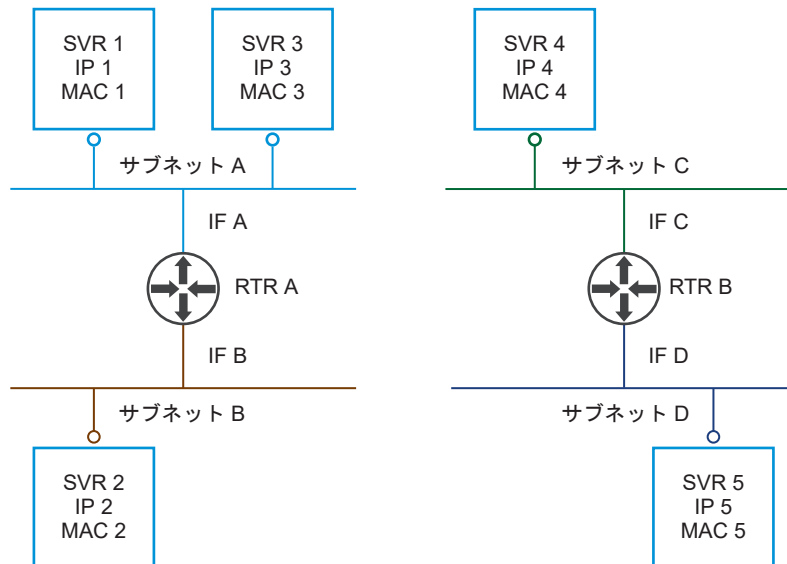 SVR 1
IP 1
MAC 1
SVR 3
IP 3
MAC 3
SVR 4
IP 4
MAC 4
サブネット A
サブネット C
IF A
IF C
RTR A
RTR B
IF B
IF D
サブネット B
サブネット D
SVR 2
IP 2
MAC 2
SVR 5
IP 5
MAC 5